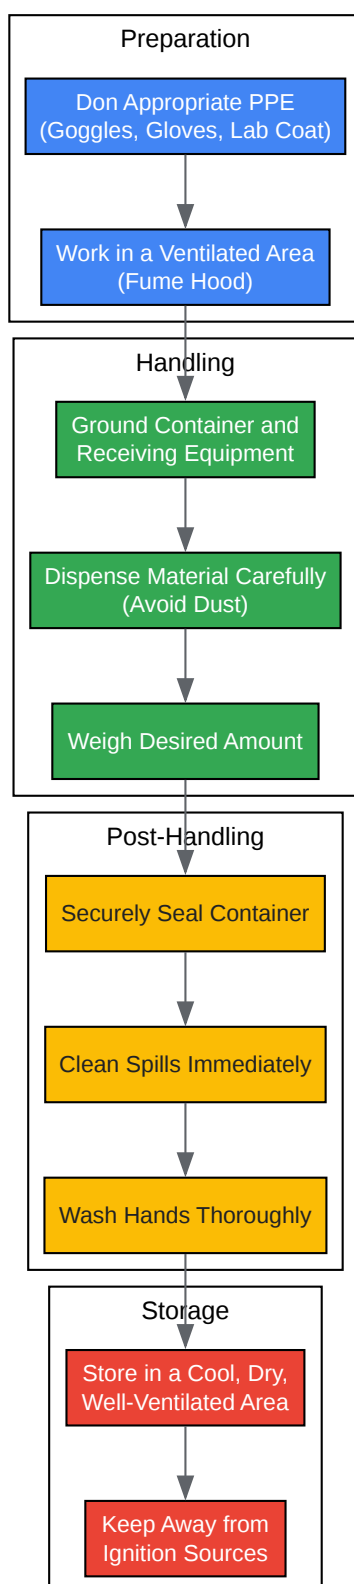 Preparation
Don Appropriate PPE
(Goggles, Gloves, Lab Coat)
Work in a Ventilated Area
(Fume Hood)
Handling
Ground Container and
Receiving Equipment
Dispense Material Carefully
(Avoid Dust)
Weigh Desired Amount
Post-Handling
Securely Seal Container
Clean Spills Immediately
Wash Hands Thoroughly
Storage
Store in a Cool, Dry,
Well-Ventilated Area
Keep Away from
Ignition Sources